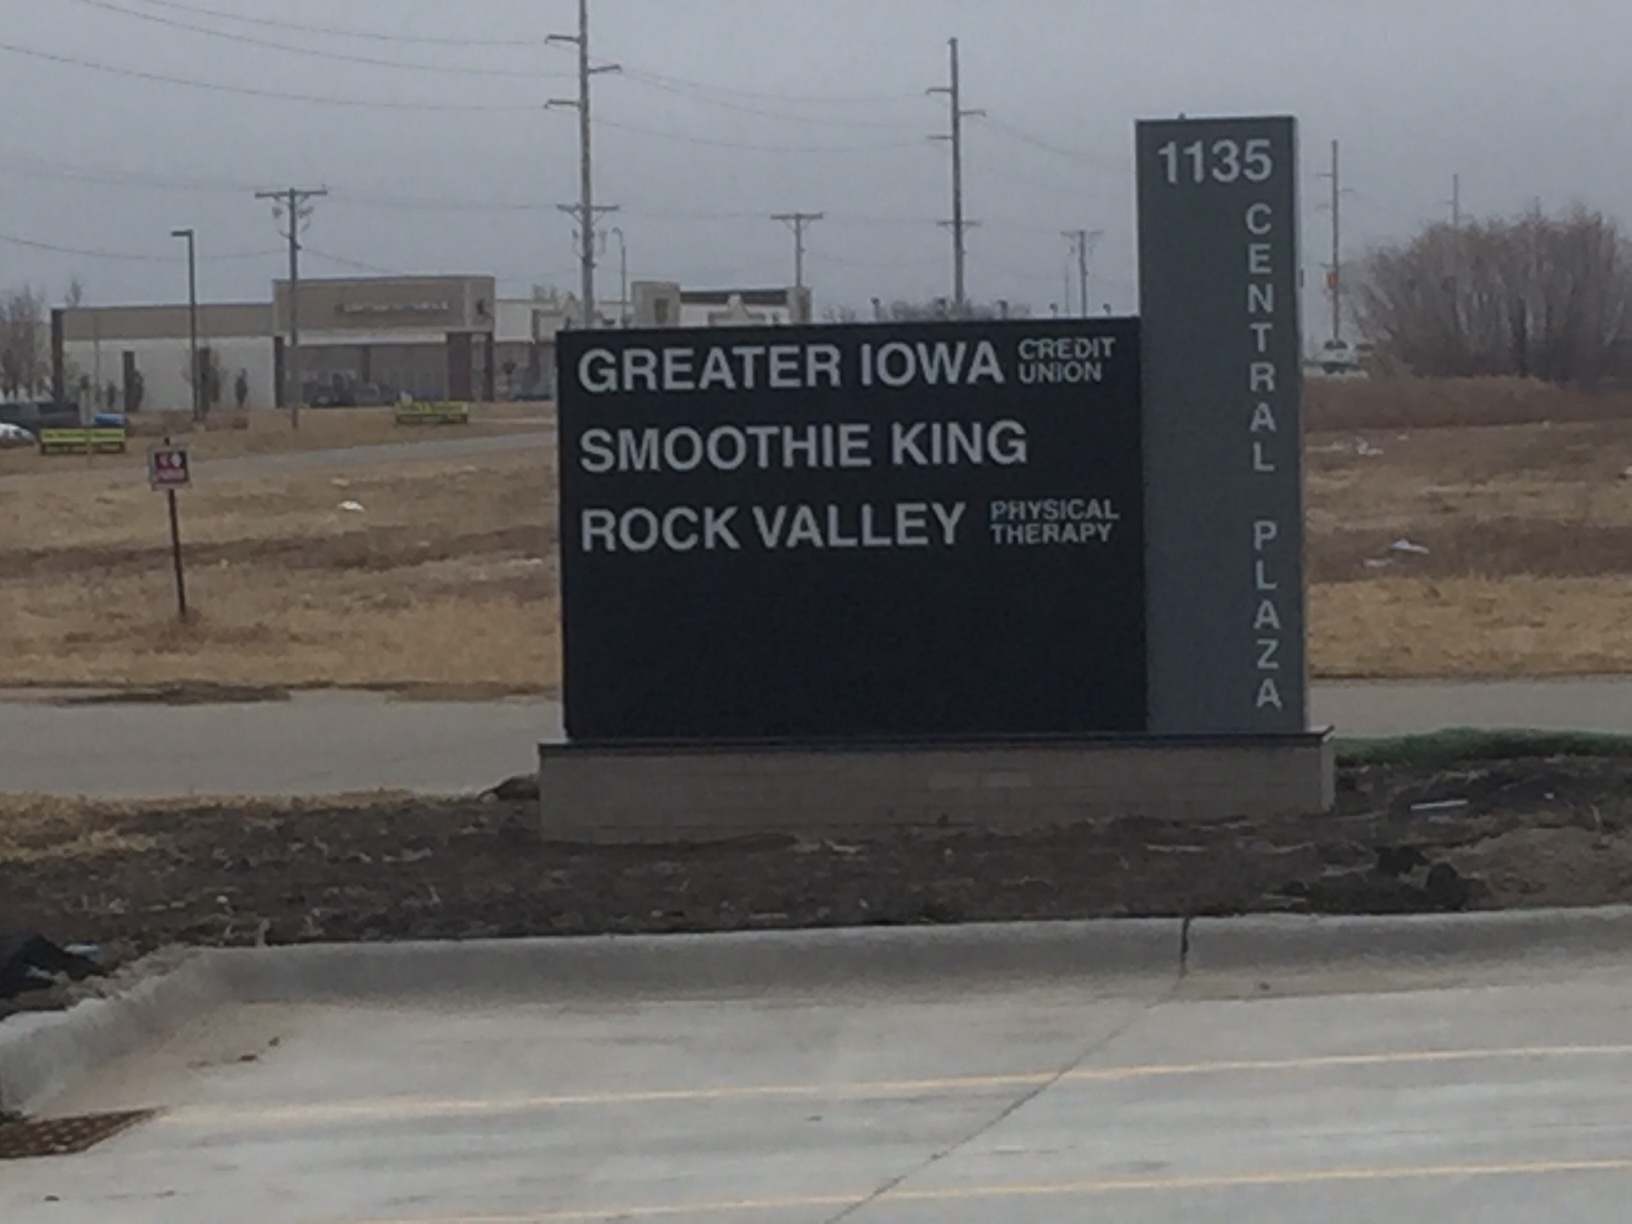 GREATER IOWA CREDIT UNION
SMOOTHIE KING
ROCK VALLEY PHYSICAL THERAPY
1135
CENTRAL PLAZA